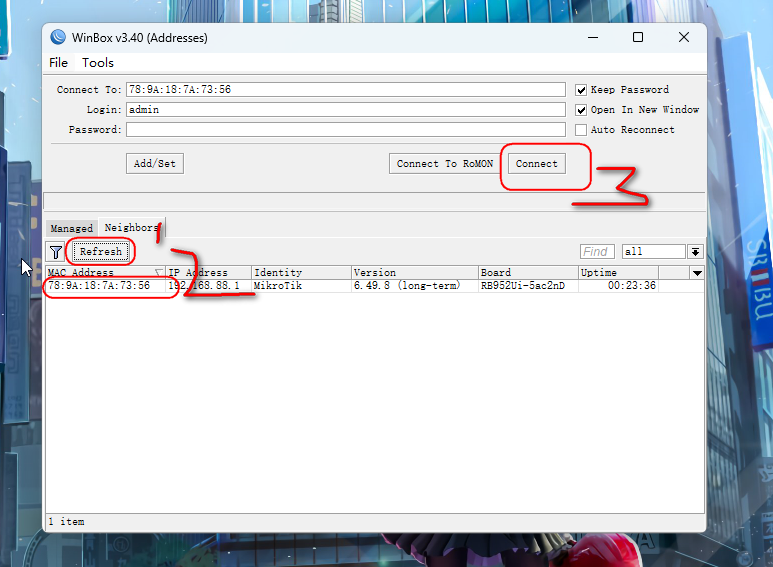 WinBox v3.40 (Addresses)
File Tools
Connect To: 78:9A:18:7A:73:56
Keep Password
Login: admin
Open In New Window
Password:
Auto Reconnect
Add/Set
Connect To RoMON
Connect
3
Managed Neighbors
1
Refresh
Find
all
2
MAC Address IP Address Identity Version Board Uptime
78:9A:18:7A:73:56 192.168.88.1 MikroTik 6.49.8 (long-term) RB952Ui-5ac2nD 00:23:36
1 item